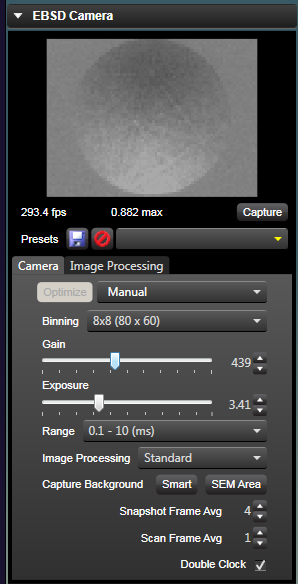 EBSD Camera
293.4 fps 0.882 max Capture
Presets
Camera Image Processing
Optimize Manual
Binning 8x8 (80 x 60)
Gain
439
Exposure
3.41
Range 0.1 - 10 (ms)
Image Processing Standard
Capture Background Smart SEM Area
Snapshot Frame Avg 4
Scan Frame Avg 1
Double Clock